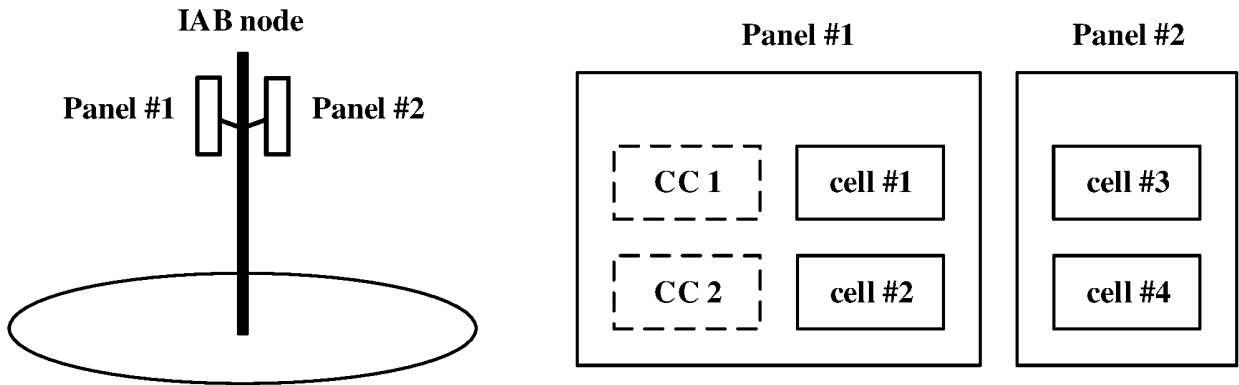 IAB node
Panel #1
Panel #2
Panel #1
Panel #2
CC 1
cell #1
cell #3
CC 2
cell #2
cell #4